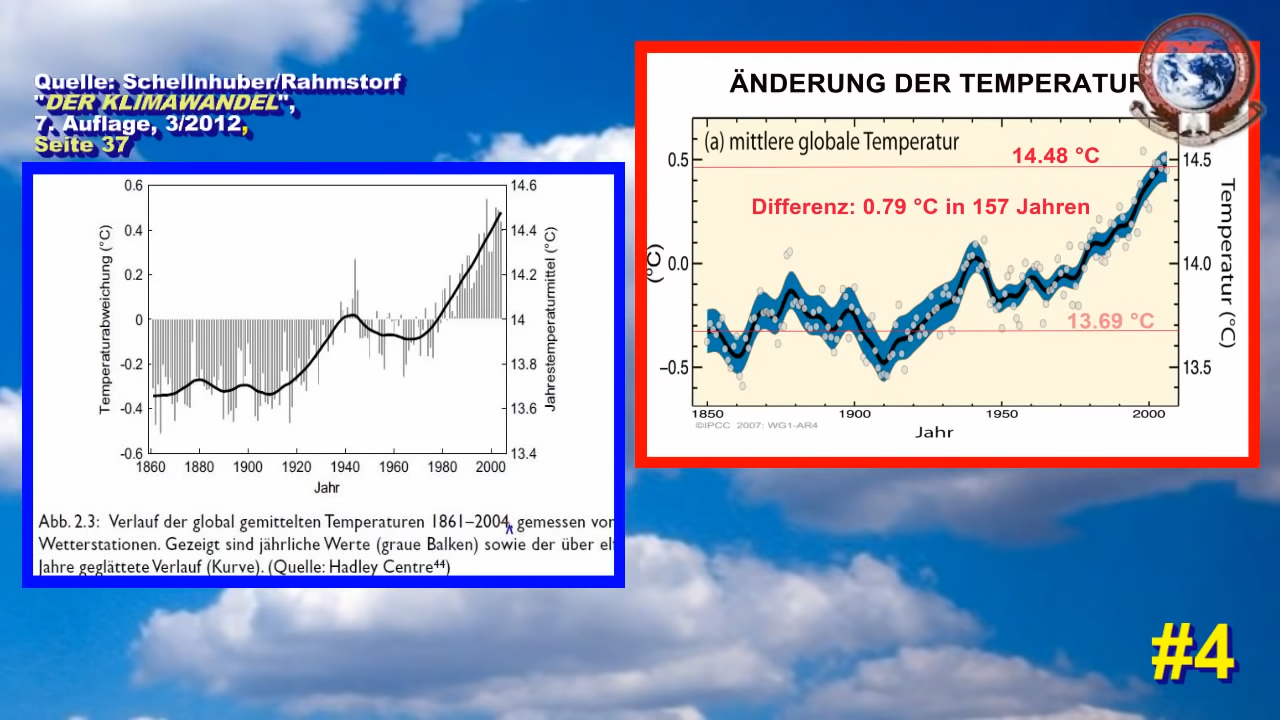 Quelle: Schellnhuber/Rahmstorf
"DER KLIMAWANDEL",
7. Auflage, 3/2012,
Seite 37
0.6
0.4
0.2
0
-0.2
-0.4
-0.6
Temperaturabweichung (°C)
14.6
14.4
14.2
14
13.8
13.6
13.4
Jahrestemperaturmittel (°C)
1860 1880 1900 1920 1940 1960 1980 2000
Jahr
Abb. 2.3: Verlauf der global gemittelten Temperaturen 1861–2004, gemessen von
Wetterstationen. Gezeigt sind jährliche Werte (graue Balken) sowie der über el
Jahre geglättete Verlauf (Kurve). (Quelle: Hadley Centre⁴⁴)
ÄNDERUNG DER TEMPERATUR
(a) mittlere globale Temperatur
14.48 °C
Differenz: 0.79 °C in 157 Jahren
13.69 °C
0.5
0.0
–0.5
(°C)
14.5
14.0
13.5
Temperatur (°C)
1850 1900 1950 2000
©IPCC 2007: WG1-AR4
Jahr
#4